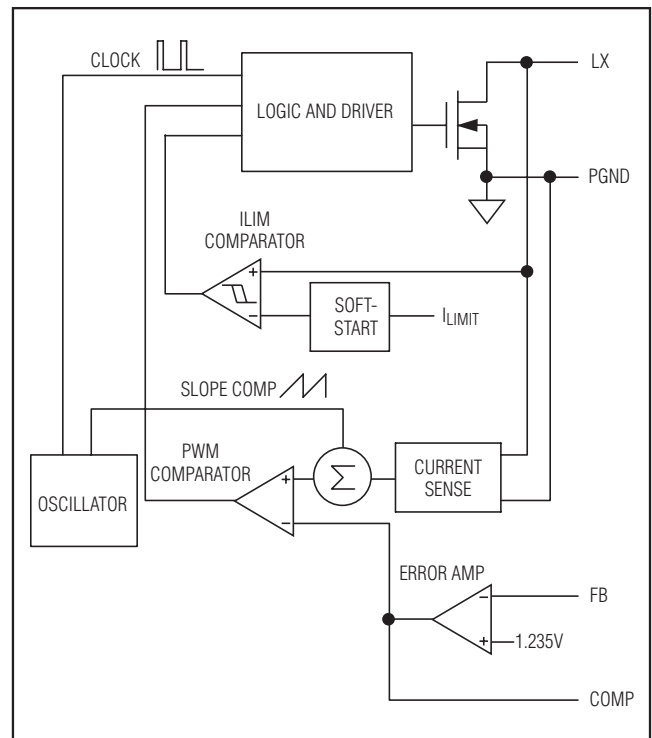 CLOCK
LOGIC AND DRIVER
LX
PGND
ILIM
COMPARATOR
+
−
SOFT-
START
ILIMIT
SLOPE COMP
PWM
COMPARATOR
+
−
Σ
CURRENT
SENSE
OSCILLATOR
ERROR AMP
−
FB
+
1.235V
COMP